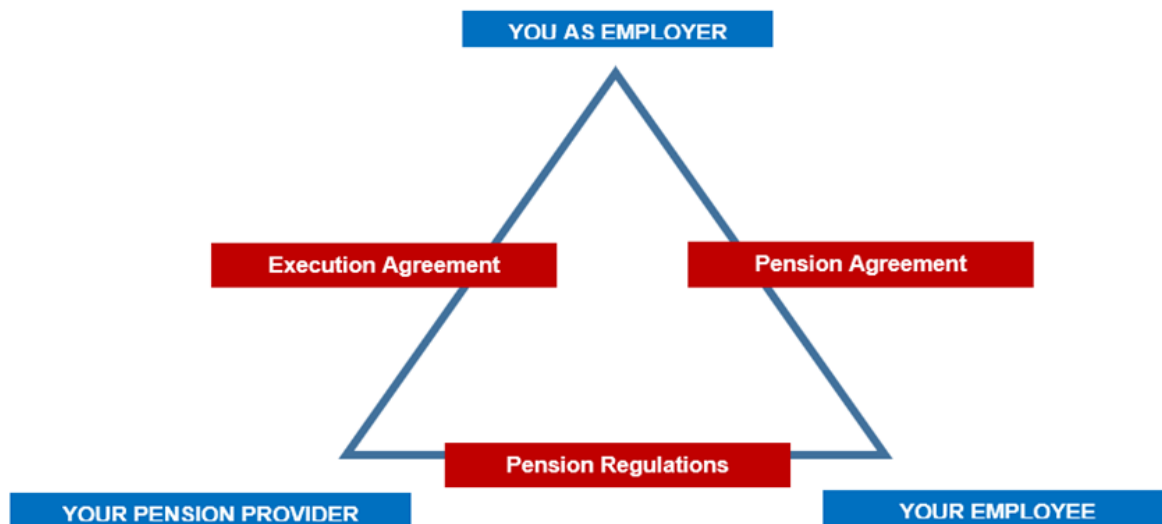 YOU AS EMPLOYER
Execution Agreement
Pension Agreement
Pension Regulations
YOUR PENSION PROVIDER
YOUR EMPLOYEE